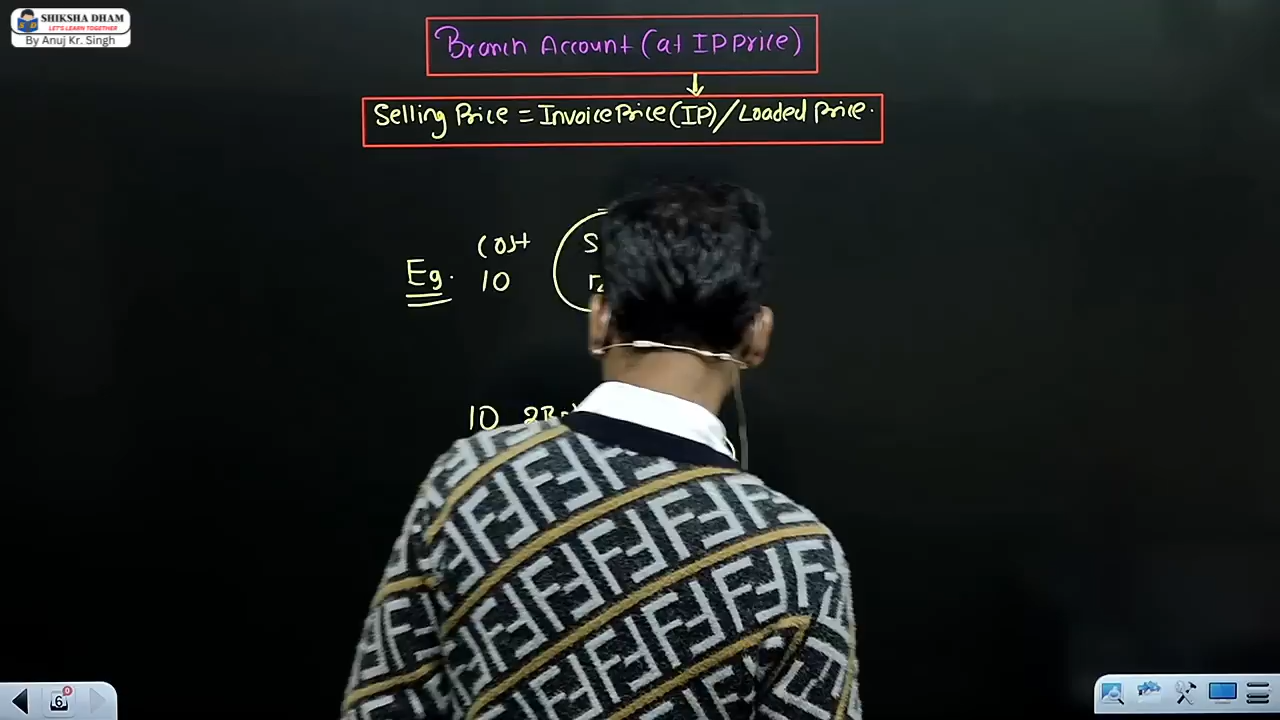 SHIKSHA DHAM
LET'S LEARN TOGETHER
By Anuj Kr. Singh
Branch Account (at IP Price)
Selling Price = Invoice Price (IP) / Loaded Price.
Cost
Eg. 10
10
6